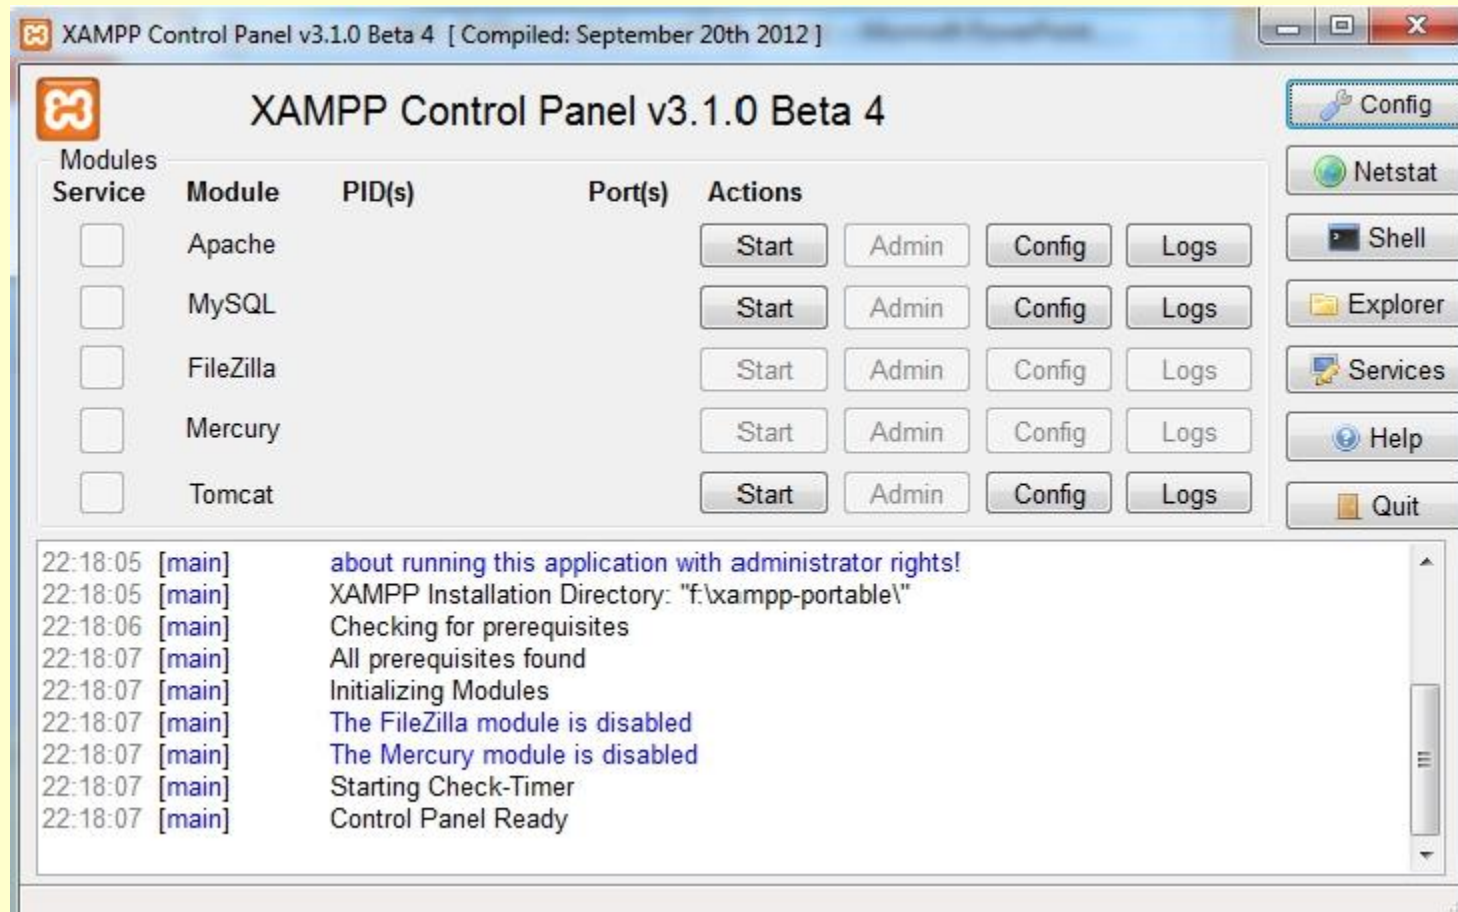 XAMPP Control Panel v3.1.0 Beta 4 [ Compiled: September 20th 2012 ]
XAMPP Control Panel v3.1.0 Beta 4
Config
Modules
Netstat
Service Module PID(s) Port(s) Actions
Apache Start Admin Config Logs
Shell
MySQL Start Admin Config Logs
Explorer
FileZilla Start Admin Config Logs
Services
Mercury Start Admin Config Logs
Help
Tomcat Start Admin Config Logs
Quit
22:18:05 [main] about running this application with administrator rights!
22:18:05 [main] XAMPP Installation Directory: "f:\xampp-portable\"
22:18:06 [main] Checking for prerequisites
22:18:07 [main] All prerequisites found
22:18:07 [main] Initializing Modules
22:18:07 [main] The FileZilla module is disabled
22:18:07 [main] The Mercury module is disabled
22:18:07 [main] Starting Check-Timer
22:18:07 [main] Control Panel Ready